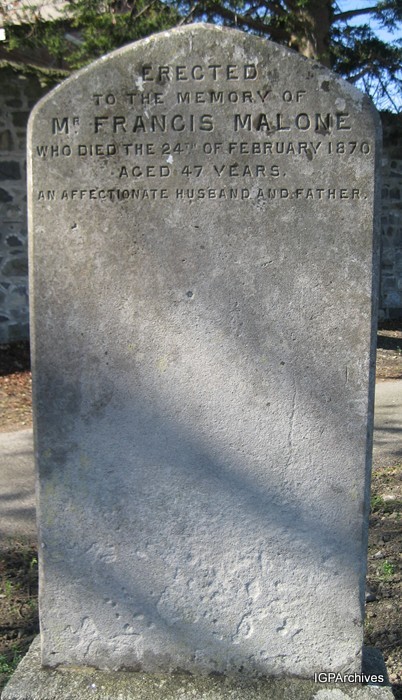 ERECTED
TO THE MEMORY OF
MR FRANCIS MALONE
WHO DIED THE 24TH OF FEBRUARY 1870
AGED 47 YEARS.
AN AFFECTIONATE HUSBAND AND FATHER.
IGPArchives